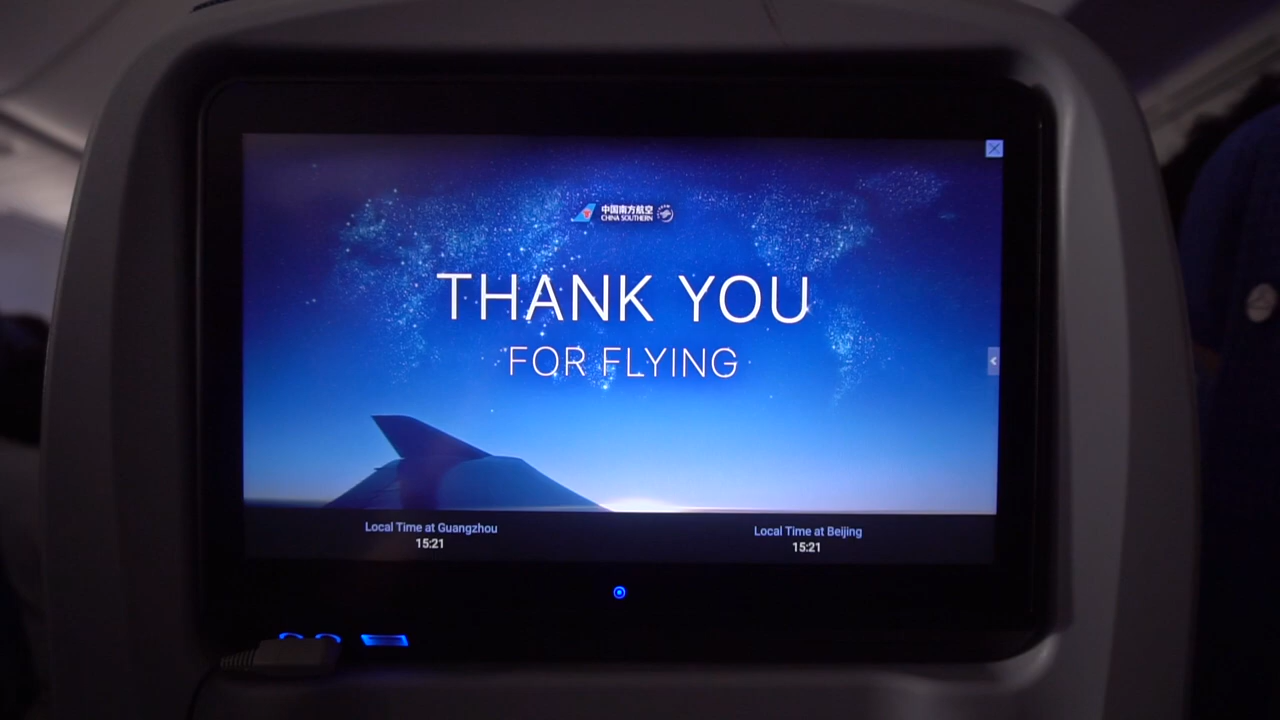 中国南方航空
CHINA SOUTHERN
THANK YOU
FOR FLYING
Local Time at Guangzhou
15:21
Local Time at Beijing
15:21